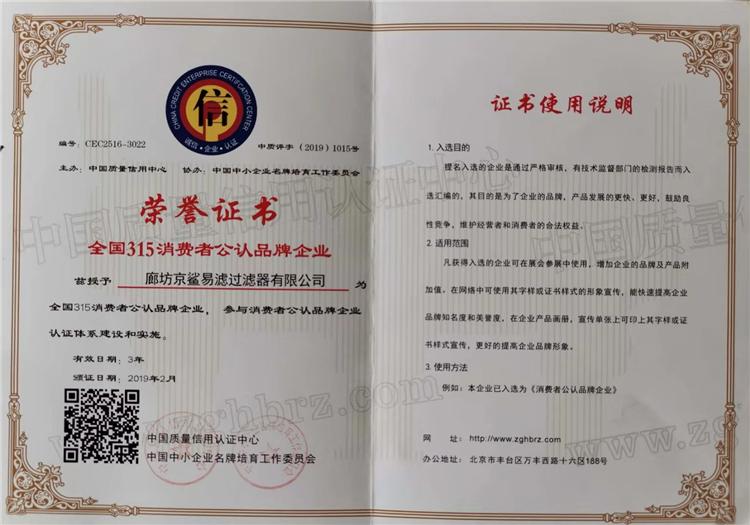 CHINA CREDIT ENTERPRISE CERTIFICATION CENTER
信
信用·企业·认证
编号：CEC2516-3022
中质评字（2019）1015号
主办：中国质量信用中心
协办：中国中小企业名牌培育工作委员会
荣誉证书
全国315消费者公认品牌企业
兹授予 廊坊京鲨易滤过滤器有限公司 为
全国315消费者公认品牌企业，参与消费者公认品牌企业
认证体系建设和实施。
有效日期：3年
颁证日期：2019年2月
中国质量信用认证中心
中国中小企业名牌培育工作委员会
证书使用说明
1. 入选目的
提名入选的企业是通过严格审核，有技术监督部门的检测报告而入
选汇编的，其目的是为了企业的品牌，产品发展的更快、更好，鼓励良
性竞争，维护经营者和消费者的合法权益。
2. 适用范围
凡获得入选的企业可在展会参展中使用，增加企业的品牌及产品附
加值。在网络中可使用其字样或证书样式的形象宣传，能快速提高企业
品牌知名度和美誉度。在企业产品画册，宣传单张上可印上其字样或证
书样式宣传，更好的提高企业品牌形象。
3. 使用方法
例如：本企业已入选为《消费者公认品牌企业》
网 址：http://www.zghbrz.com
办公地址：北京市丰台区万丰西路十六区188号
中国质量信用认证中心
www.zghbrz.com
中国质量